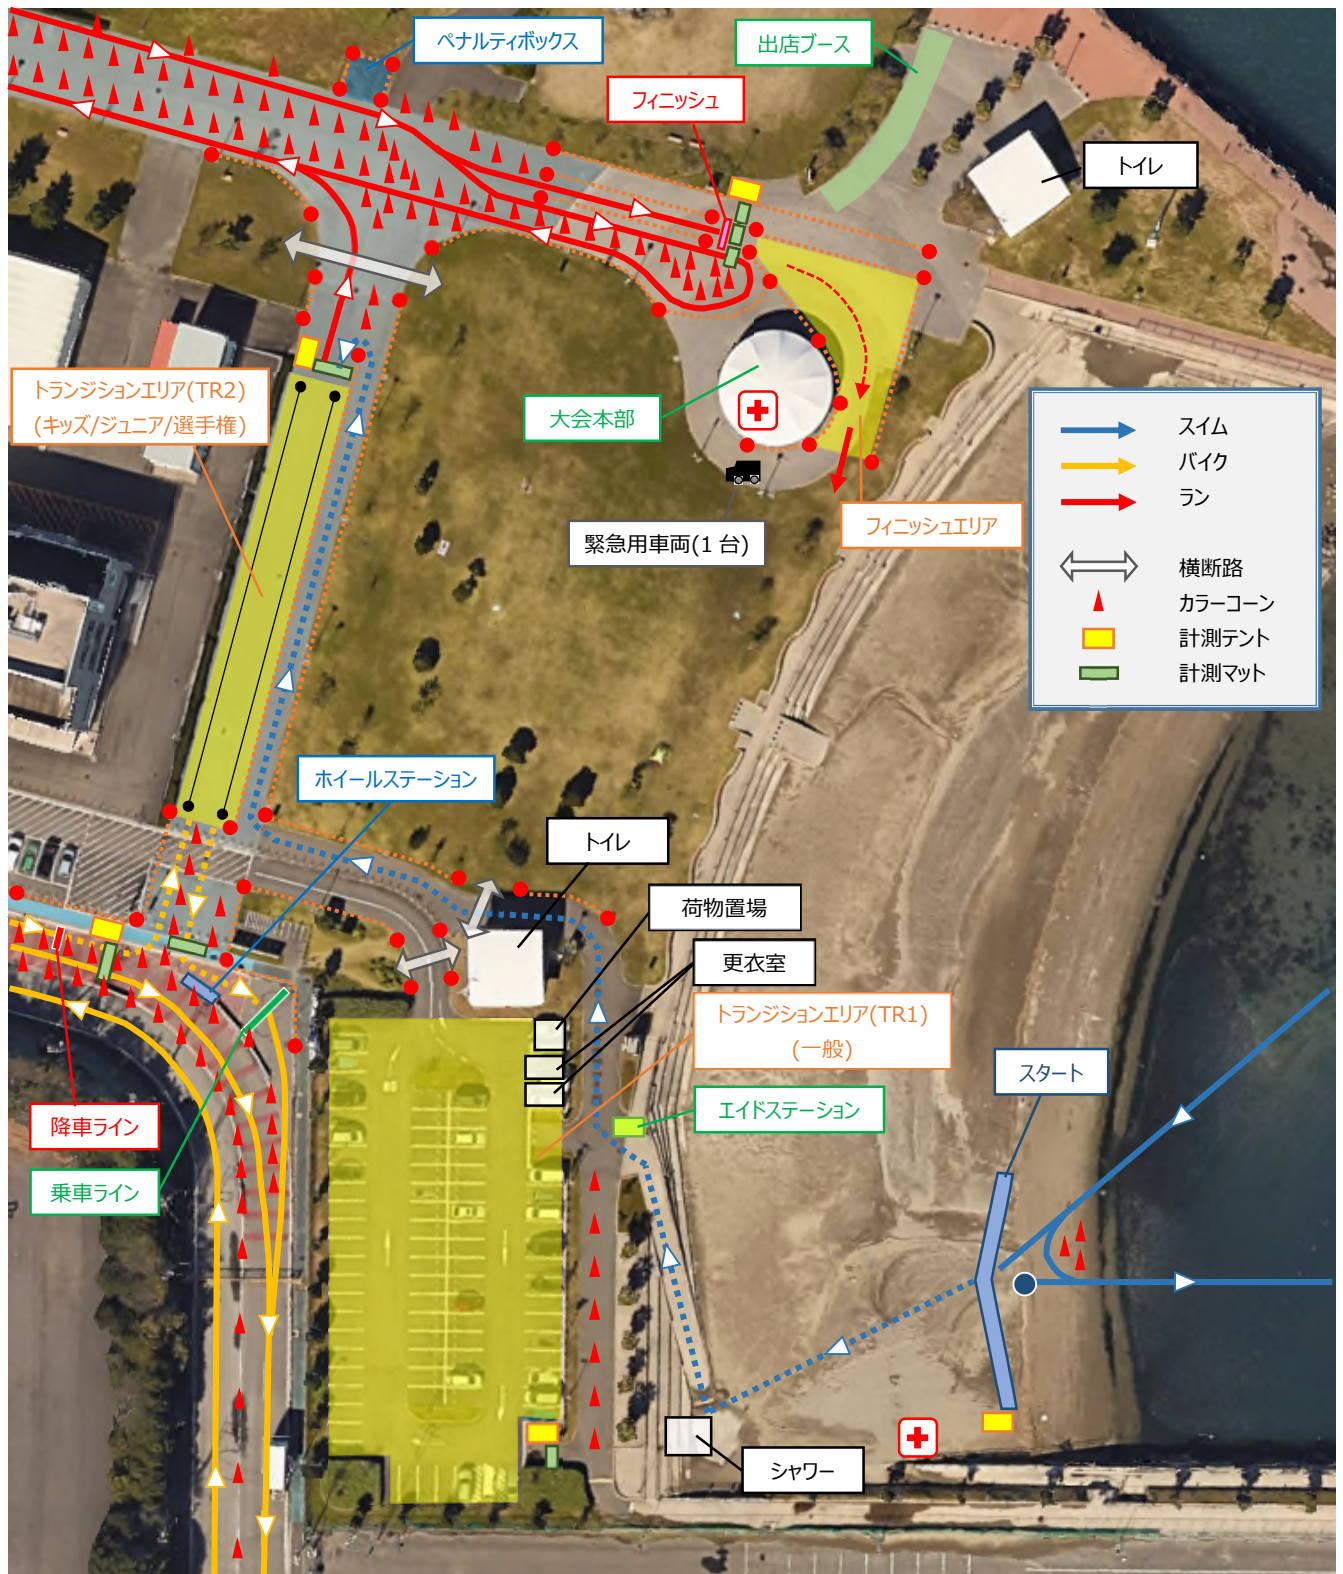 ペナルティボックス
出店ブース
フィニッシュ
トイレ
トランジションエリア(TR2)
(キッズ/ジュニア/選手権)
大会本部
スイム
バイク
ラン
横断路
カラーコーン
計測テント
計測マット
フィニッシュエリア
緊急用車両(1台)
ホイールステーション
トイレ
荷物置場
更衣室
トランジションエリア(TR1)
(一般)
スタート
エイドステーション
降車ライン
乗車ライン
シャワー